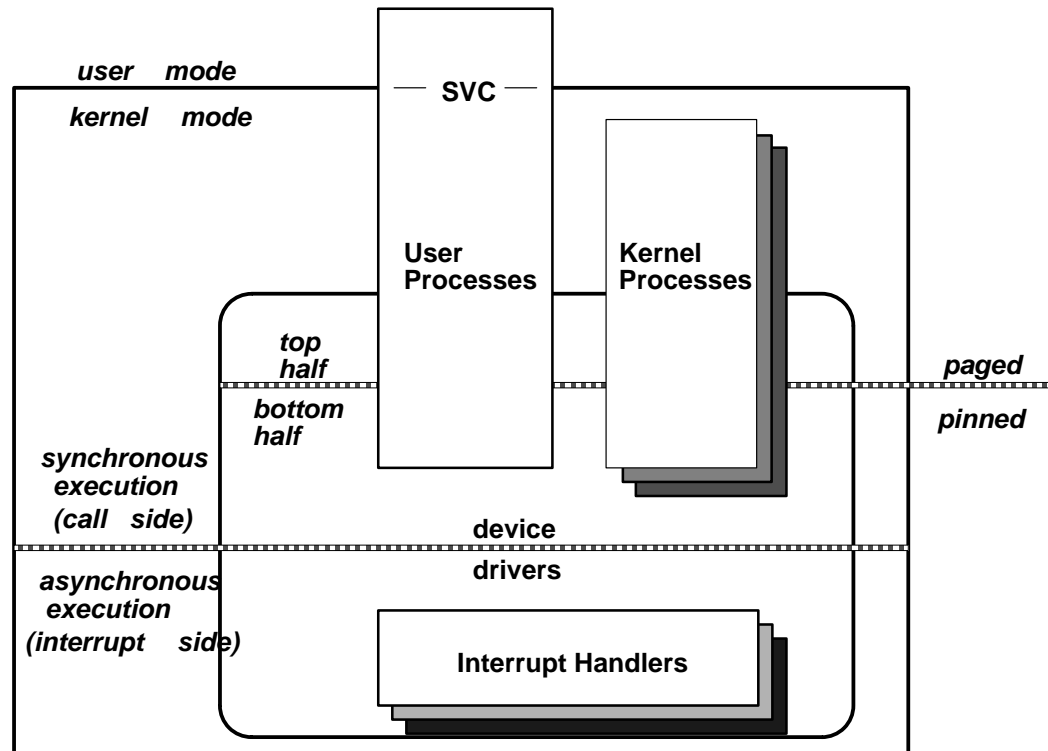 user mode
SVC
kernel mode
User
Processes
Kernel
Processes
top
half
bottom
half
paged
pinned
synchronous
execution
(call side)
device
drivers
asynchronous
execution
(interrupt side)
Interrupt Handlers